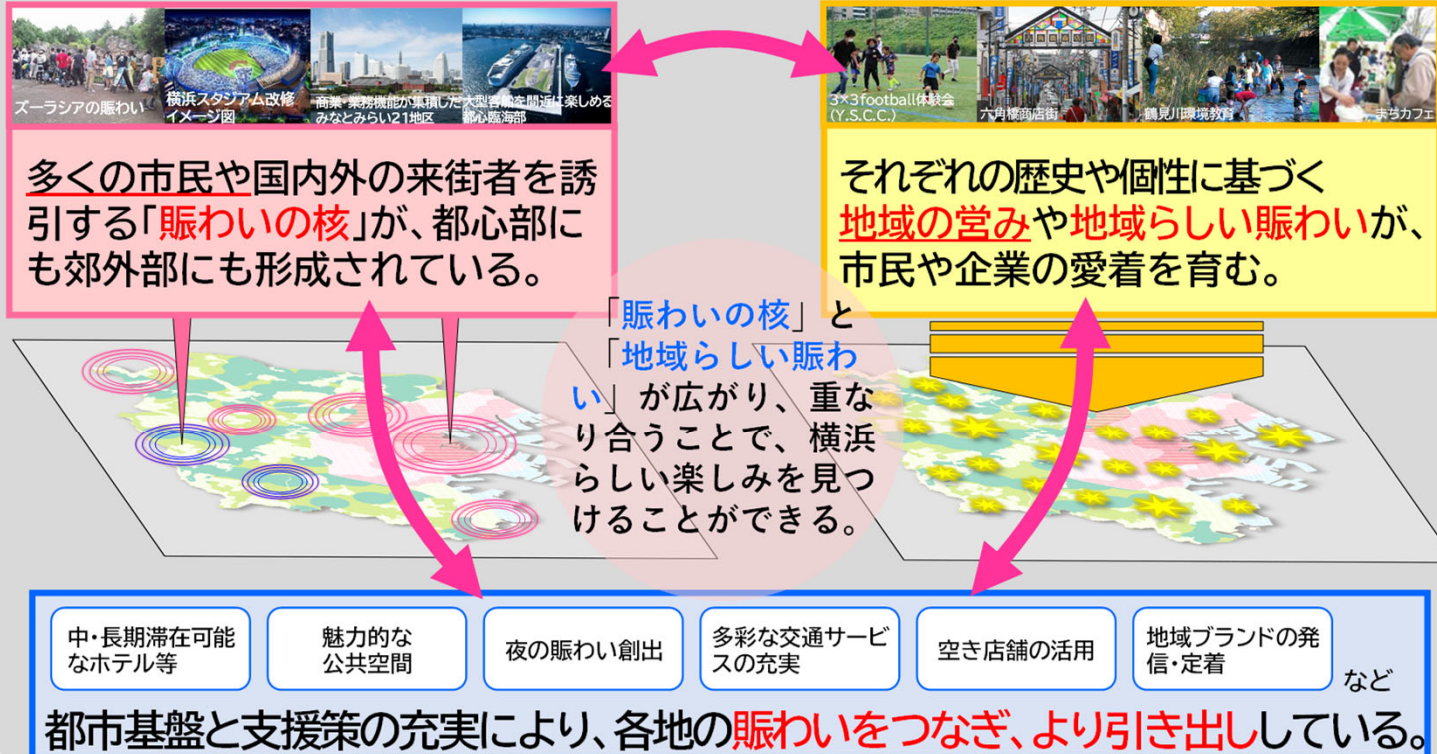 ズーラシアの賑わい
横浜スタジアム改修
イメージ図
商業・業務機能が集積した
みなとみらい21地区
大型客船を間近に楽しめる
都心臨海部
3×3football体験会
(Y.S.C.C.)
六角橋商店街
鶴見川環境教育
まちカフェ
多くの市民や国内外の来街者を誘
引する「賑わいの核」が、都心部に
も郊外部にも形成されている。
それぞれの歴史や個性に基づく
地域の営みや地域らしい賑わいが、
市民や企業の愛着を育む。
「賑わいの核」と
「地域らしい賑わ
い」が広がり、重な
り合うことで、横浜
らしい楽しみを見つ
けることができる。
中・長期滞在可能
なホテル等
魅力的な
公共空間
夜の賑わい創出
多彩な交通サービ
スの充実
空き店舗の活用
地域ブランドの発
信・定着
など
都市基盤と支援策の充実により、各地の賑わいをつなぎ、より引き出ししている。